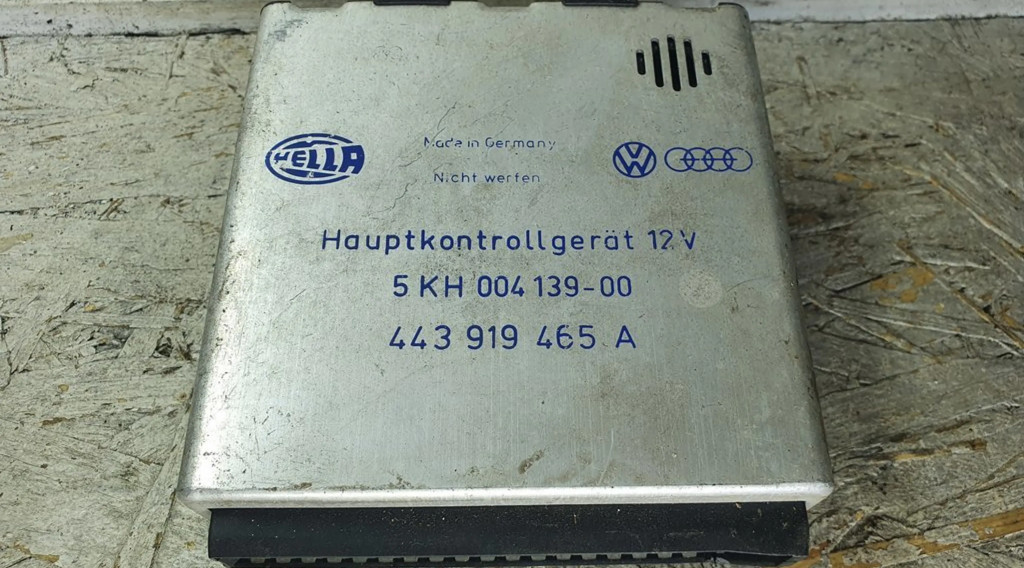 HELLA
Made in Germany
Nicht werfen
Hauptkontrollgerät 12V
5 KH 004 139-00
443 919 465 A